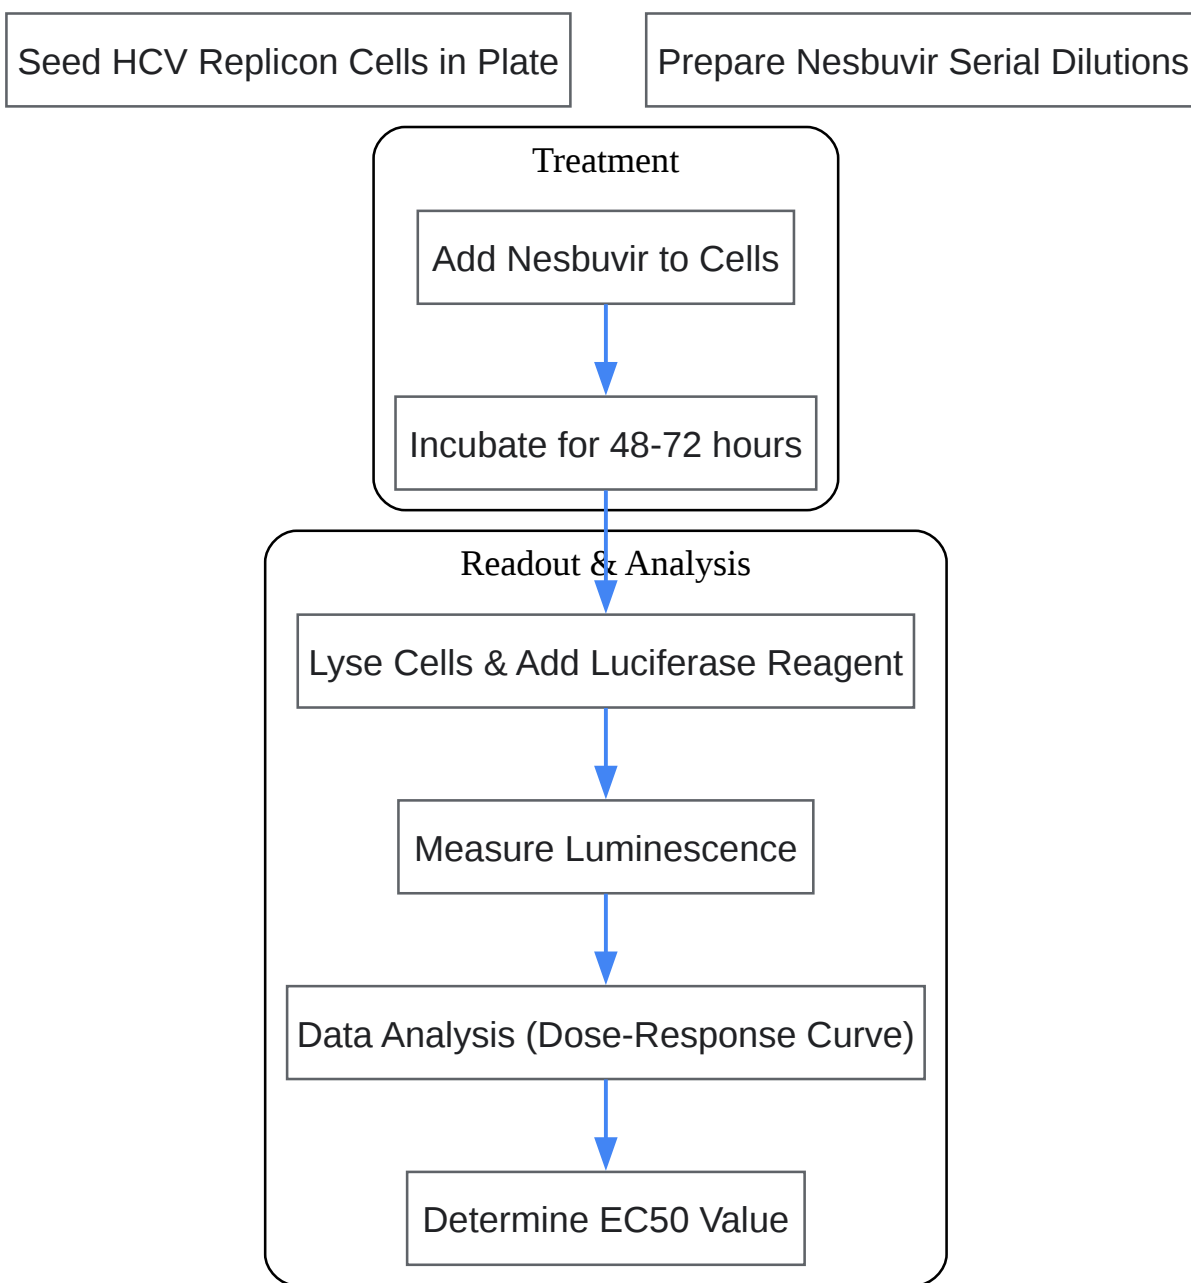 Seed HCV Replicon Cells in Plate
Prepare Nesbuvir Serial Dilutions
Treatment
Add Nesbuvir to Cells
Incubate for 48-72 hours
Readout & Analysis
Lyse Cells & Add Luciferase Reagent
Measure Luminescence
Data Analysis (Dose-Response Curve)
Determine EC50 Value